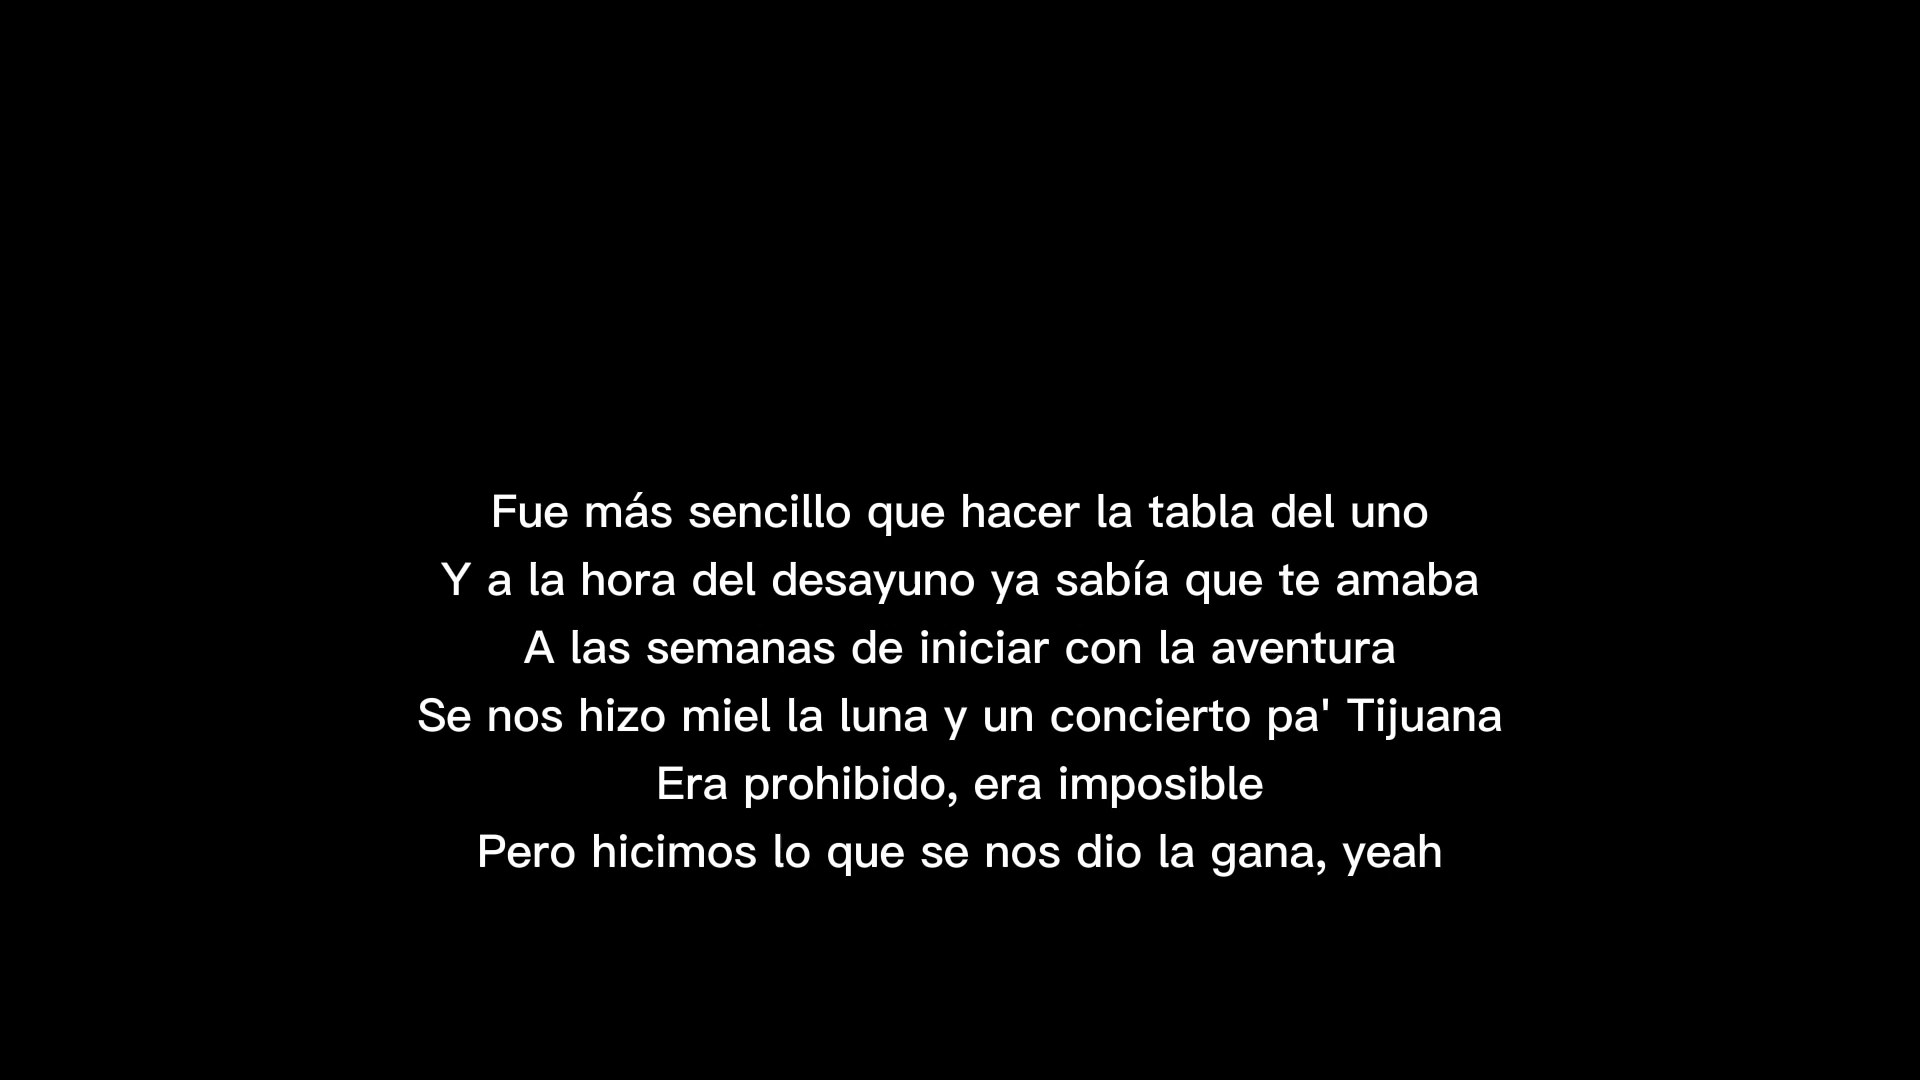 Fue más sencillo que hacer la tabla del uno
Y a la hora del desayuno ya sabía que te amaba
A las semanas de iniciar con la aventura
Se nos hizo miel la luna y un concierto pa' Tijuana
Era prohibido, era imposible
Pero hicimos lo que se nos dio la gana, yeah